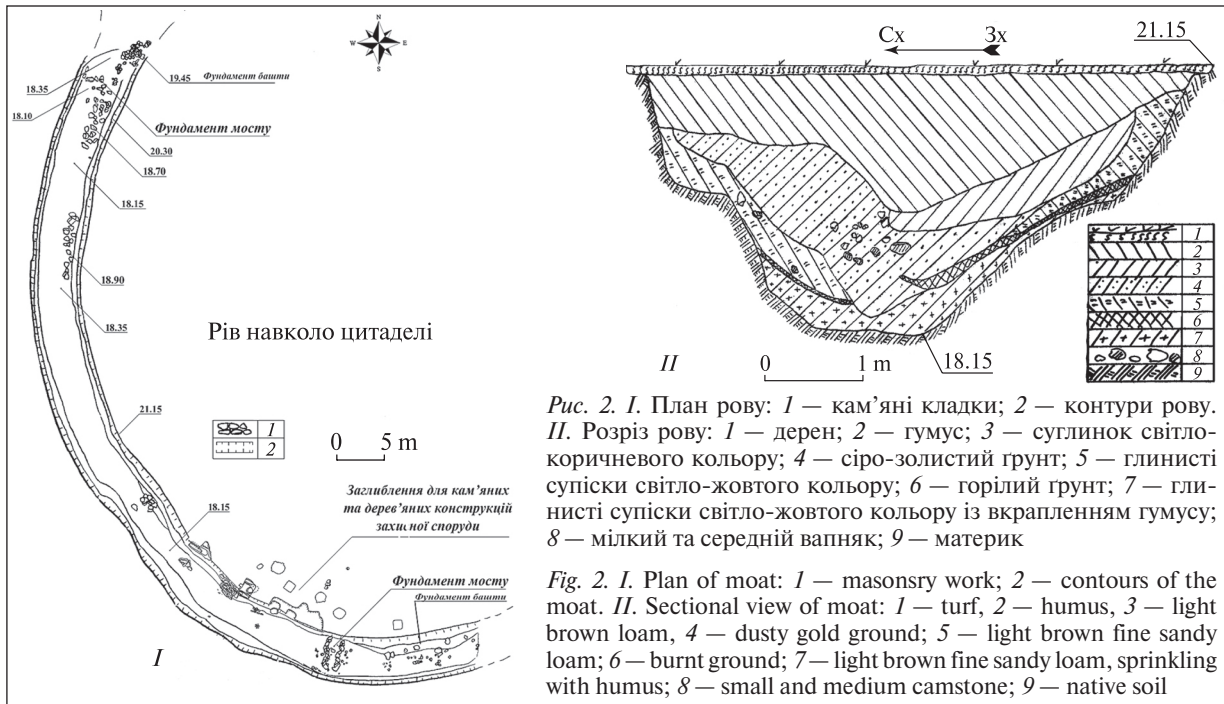 N
W E
S
18.35
19.45 Фундамент башти
18.10
Фундамент мосту
20.30
18.70
18.15
18.90
18.35
Рів навколо цитаделі
21.15
1
2
0 5 m
Заглиблення для кам’яних
та дерев’яних конструкцій
захисної споруди
18.15
Фундамент мосту
Фундамент башти
I
Сх Зх
21.15
1
2
3
4
5
6
7
8
9
II 0 1 m 18.15
Рис. 2. I. План рову: 1 — кам’яні кладки; 2 — контури рову.
II. Розріз рову: 1 — дерен; 2 — гумус; 3 — суглинок світло-
коричневого кольору; 4 — сіро-золистий ґрунт; 5 — глинисті
супіски світло-жовтого кольору; 6 — горілий ґрунт; 7 — гли-
нисті супіски світло-жовтого кольору із вкрапленням гумусу;
8 — мілкий та середній вапняк; 9 — материк
Fig. 2. I. Plan of moat: 1 — masonsry work; 2 — contours of the
moat. II. Sectional view of moat: 1 — turf, 2 — humus, 3 — light
brown loam, 4 — dusty gold ground; 5 — light brown fine sandy
loam; 6 — burnt ground; 7 — light brown fine sandy loam, sprinkling
with humus; 8 — small and medium camstone; 9 — native soil